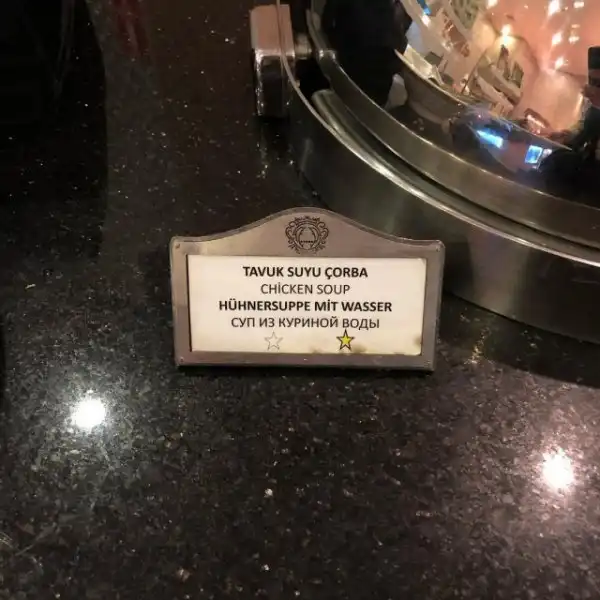 TAVUK SUYU ÇORBA
CHİCKEN SOUP
HÜHNERSUPPE MİT WASSER
СУП ИЗ КУРИНОЙ ВОДЫ